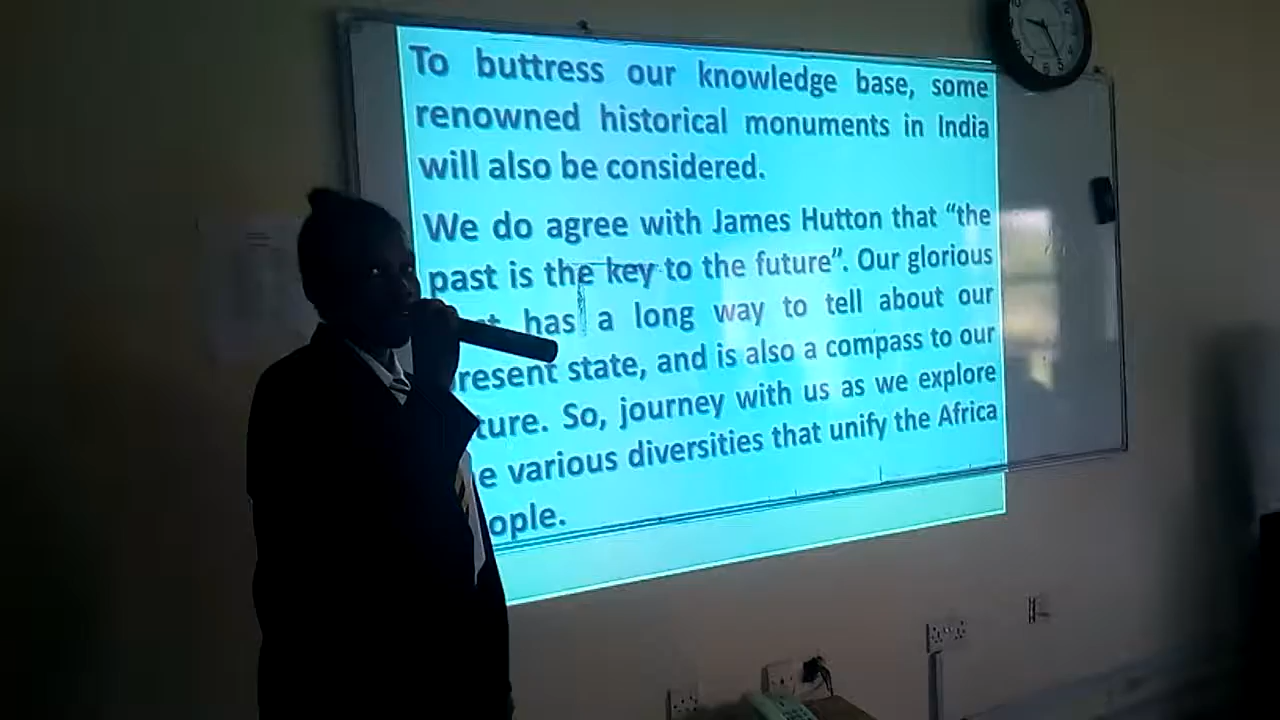 To buttress our knowledge base, some
renowned historical monuments in India
will also be considered.
We do agree with James Hutton that “the
past is the key to the future”. Our glorious
has a long way to tell about our
resent state, and is also a compass to our
ture. So, journey with us as we explore
e various diversities that unify the Africa
ople.